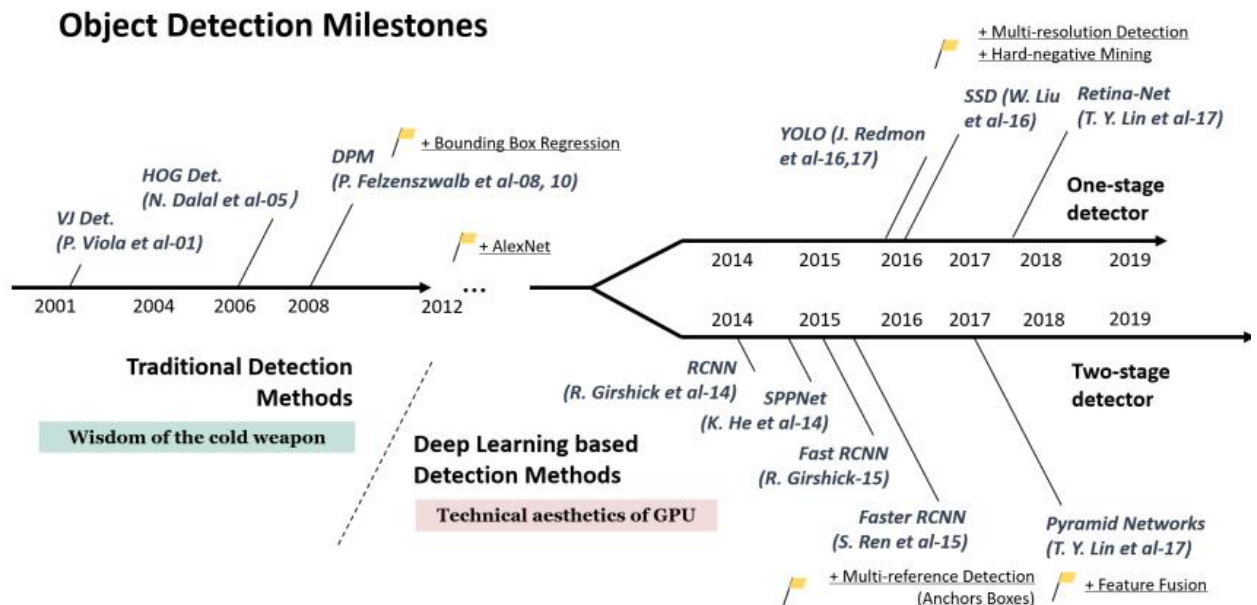 Object Detection Milestones
+ Multi-resolution Detection
+ Hard-negative Mining
SSD (W. Liu
et al-16)
Retina-Net
(T. Y. Lin et al-17)
YOLO (J. Redmon
et al-16,17)
+ Bounding Box Regression
DPM
(P. Felzenszwalb et al-08, 10)
HOG Det.
(N. Dalal et al-05)
VJ Det.
(P. Viola et al-01)
One-stage
detector
+ AlexNet
...
2014 2015 2016 2017 2018 2019
2001 2004 2006 2008 2012
2014 2015 2016 2017 2018 2019
Traditional Detection
Methods
Wisdom of the cold weapon
Deep Learning based
Detection Methods
Technical aesthetics of GPU
RCNN
(R. Girshick et al-14)
SPPNet
(K. He et al-14)
Fast RCNN
(R. Girshick-15)
Faster RCNN
(S. Ren et al-15)
Pyramid Networks
(T. Y. Lin et al-17)
Two-stage
detector
+ Multi-reference Detection
(Anchors Boxes)
+ Feature Fusion